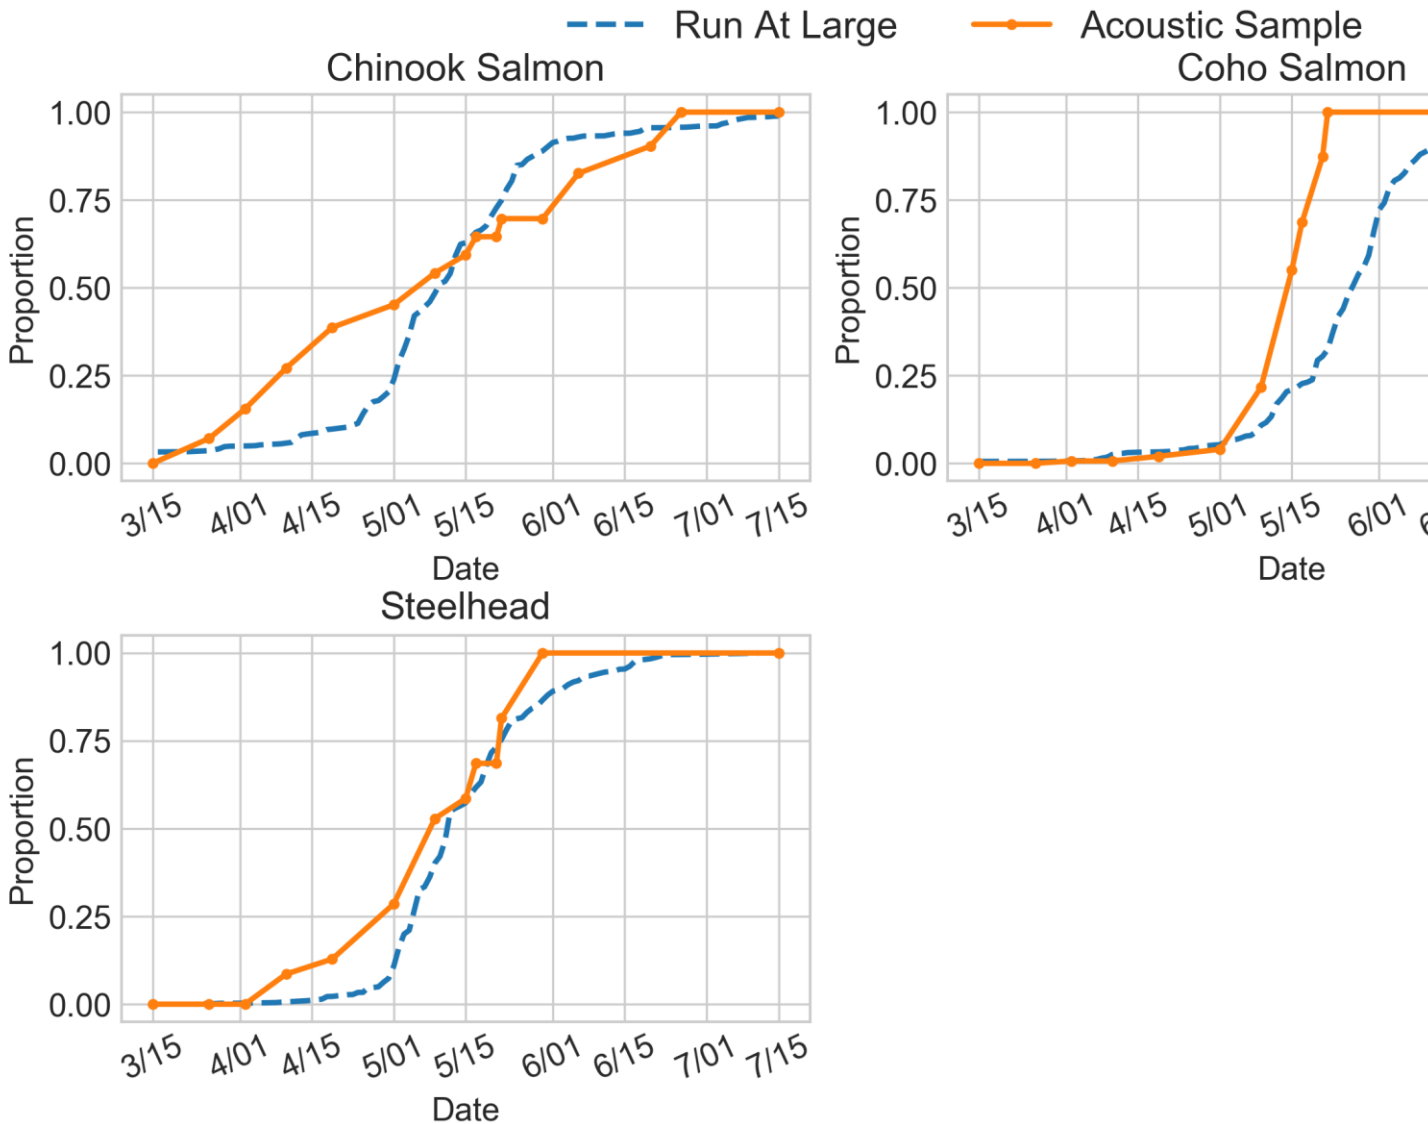 Run At Large Acoustic Sample
Chinook Salmon
Coho Salmon
1.00
0.75
0.50
0.25
0.00
Proportion
3/15 4/01 4/15 5/01 5/15 6/01 6/15 7/01 7/15
Date
1.00
0.75
0.50
0.25
0.00
Proportion
3/15 4/01 4/15 5/01 5/15 6/01 6
Date
Steelhead
1.00
0.75
0.50
0.25
0.00
Proportion
3/15 4/01 4/15 5/01 5/15 6/01 6/15 7/01 7/15
Date